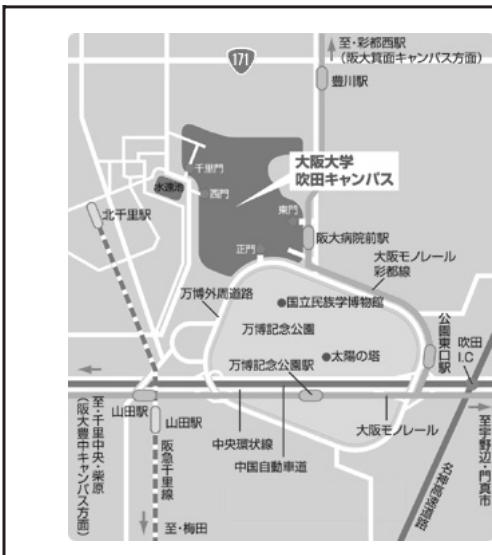 至・彩都西駅
(阪大箕面キャンパス方面)
171
豊川駅
千里門
大阪大学
吹田キャンパス
水遠池
西門
北千里駅
東門
正門
阪大病院前駅
大阪モノレール
彩都線
万博外周道路
国立民族学博物館
万博記念公園
公園東口駅
吹田
I.C
太陽の塔
万博記念公園駅
山田駅
山田駅
中央環状線
大阪モノレール
中国自動車道
至・千里中央・柴原
(阪大豊中キャンパス方面)
阪急千里線
至・宇野辺・門真市
名神高速道路
至・梅田